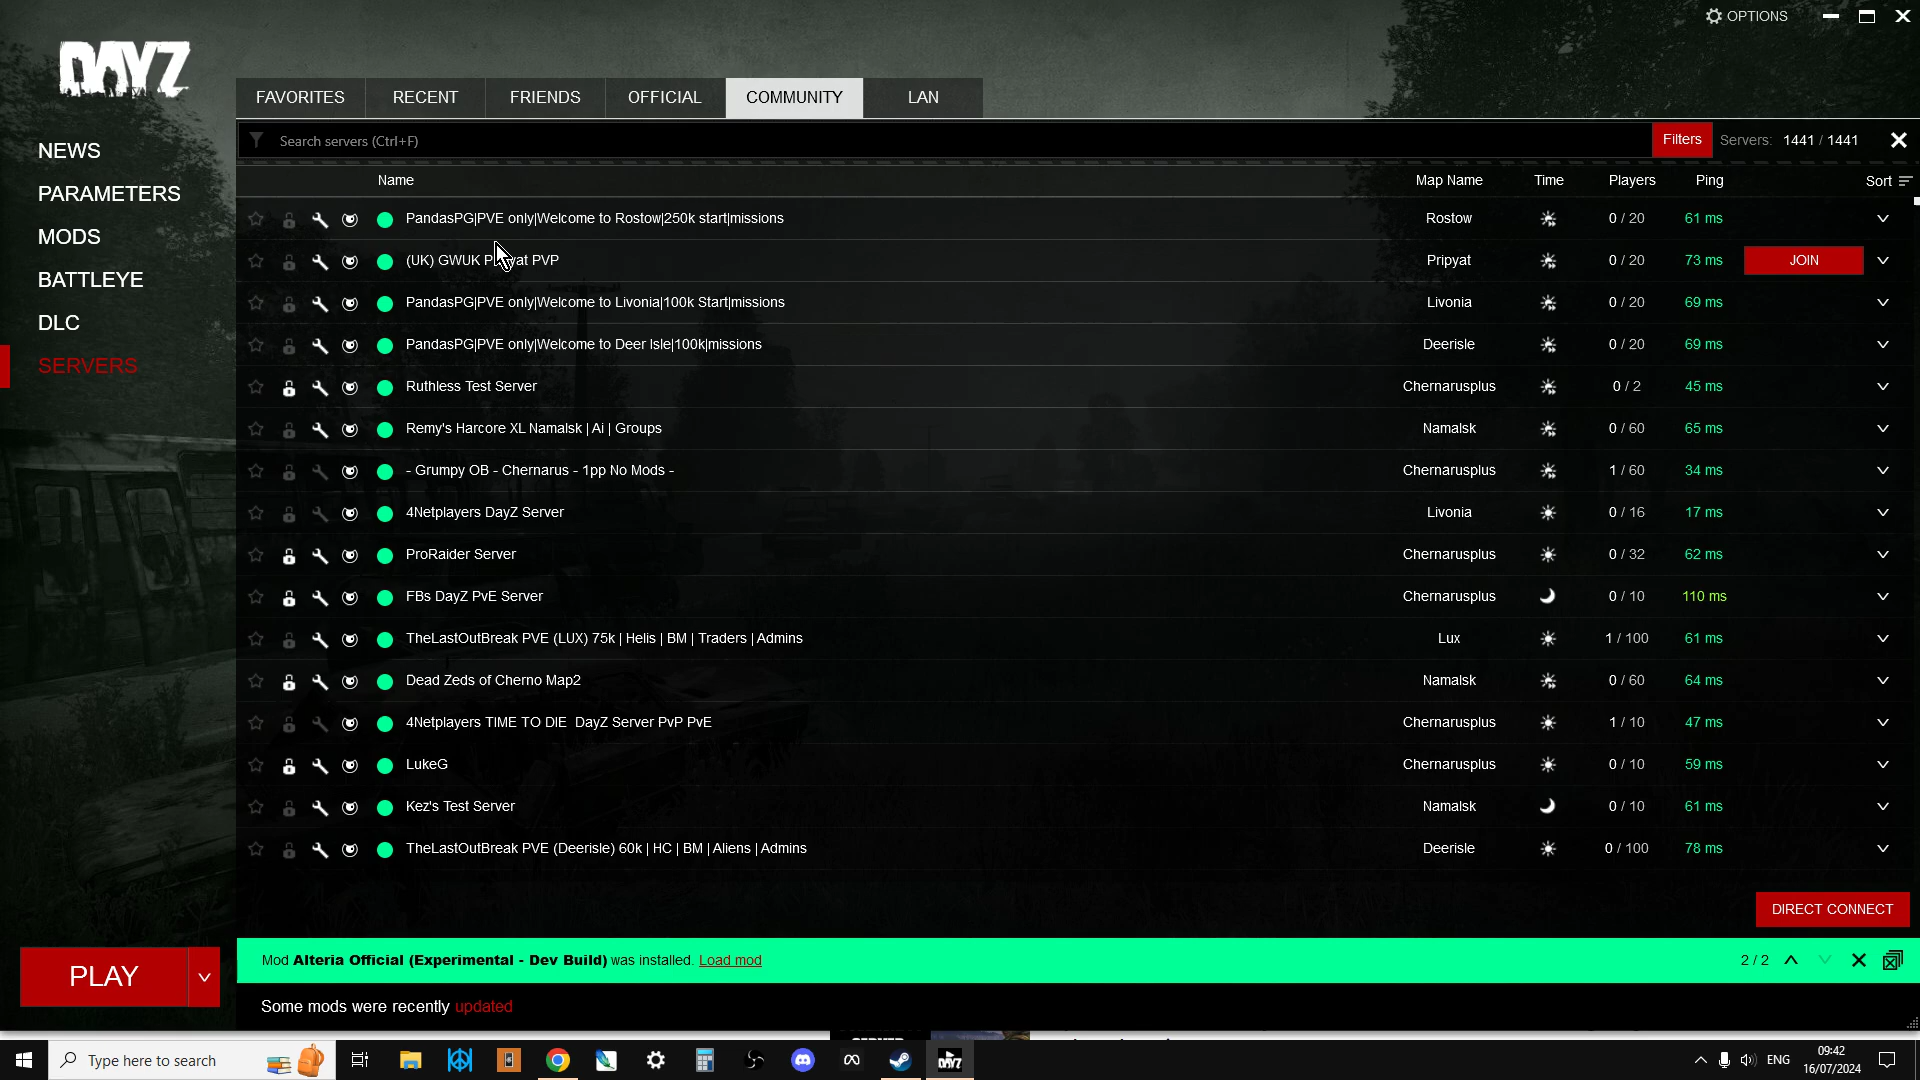 OPTIONS
DAYZ
FAVORITES RECENT FRIENDS OFFICIAL COMMUNITY LAN
Search servers (Ctrl+F) Filters Servers: 1441 / 1441
NEWS
PARAMETERS
MODS
BATTLEYE
DLC
SERVERS
Name Map Name Time Players Ping Sort
PandasPG|PVE only|Welcome to Rostow|250k start|missions Rostow 0 / 20 61 ms
(UK) GWUK Pripyat PVP Pripyat 0 / 20 73 ms JOIN
PandasPG|PVE only|Welcome to Livonia|100k Start|missions Livonia 0 / 20 69 ms
PandasPG|PVE only|Welcome to Deer Isle|100k|missions Deerisle 0 / 20 69 ms
Ruthless Test Server Chernarusplus 0 / 2 45 ms
Remy's Harcore XL Namalsk | Ai | Groups Namalsk 0 / 60 65 ms
- Grumpy OB - Chernarus - 1pp No Mods - Chernarusplus 1 / 60 34 ms
4Netplayers DayZ Server Livonia 0 / 16 17 ms
ProRaider Server Chernarusplus 0 / 32 62 ms
FBs DayZ PvE Server Chernarusplus 0 / 10 110 ms
TheLastOutBreak PVE (LUX) 75k | Helis | BM | Traders | Admins Lux 1 / 100 61 ms
Dead Zeds of Cherno Map2 Namalsk 0 / 60 64 ms
4Netplayers TIME TO DIE DayZ Server PvP PvE Chernarusplus 1 / 10 47 ms
LukeG Chernarusplus 0 / 10 59 ms
Kez's Test Server Namalsk 0 / 10 61 ms
TheLastOutBreak PVE (Deerisle) 60k | HC | BM | Aliens | Admins Deerisle 0 / 100 78 ms
DIRECT CONNECT
PLAY
Mod Alteria Official (Experimental - Dev Build) was installed. Load mod 2 / 2
Some mods were recently updated
Type here to search
DAYZ
ENG
09:42
16/07/2024